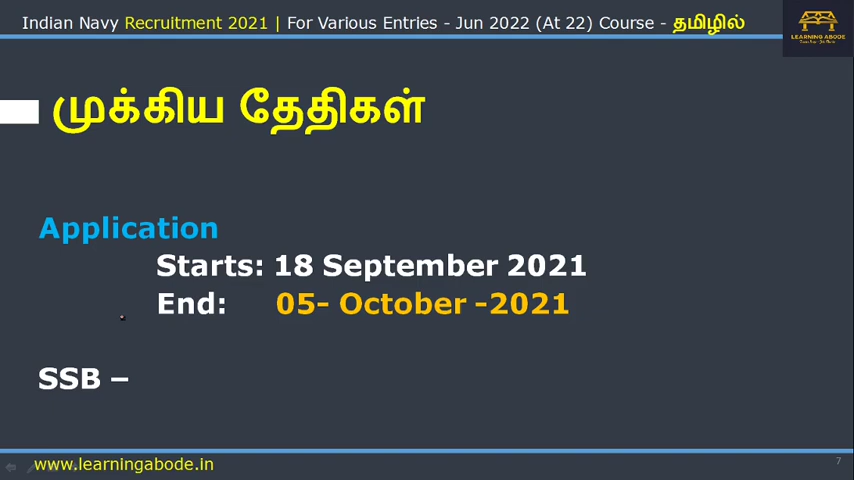 Indian Navy Recruitment 2021 | For Various Entries - Jun 2022 (At 22) Course - தமிழில்
LEARNING ABODE
முக்கிய தேதிகள்
Application
Starts: 18 September 2021
End: 05- October -2021
SSB –
www.learningabode.in
7